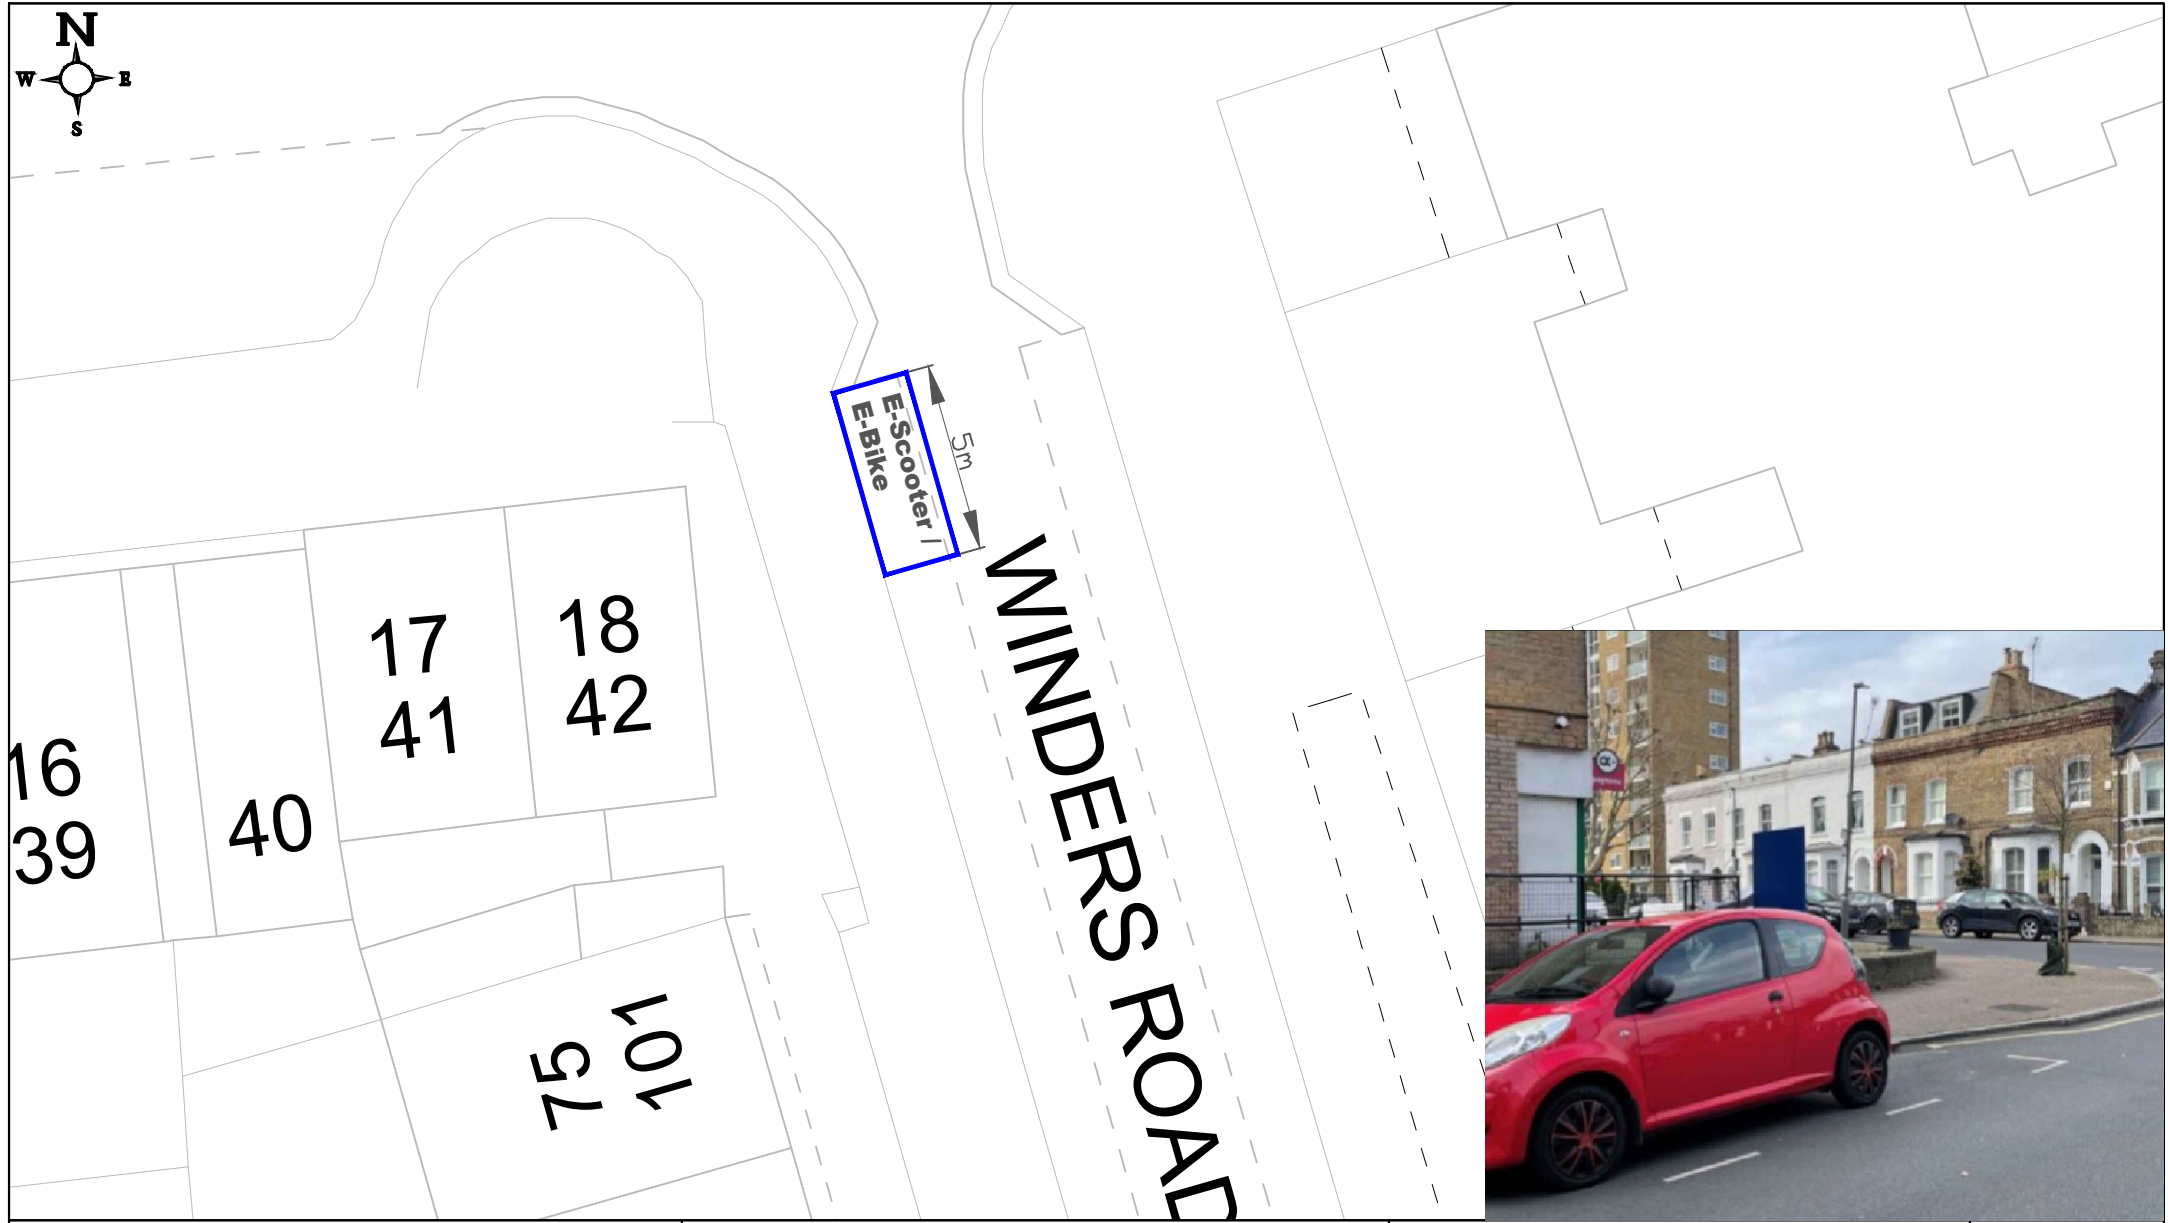 N
W E
S
E-Scooter /
E-Bike
5m
WINDERS ROAD
17
41
18
42
16
39
40
75
101